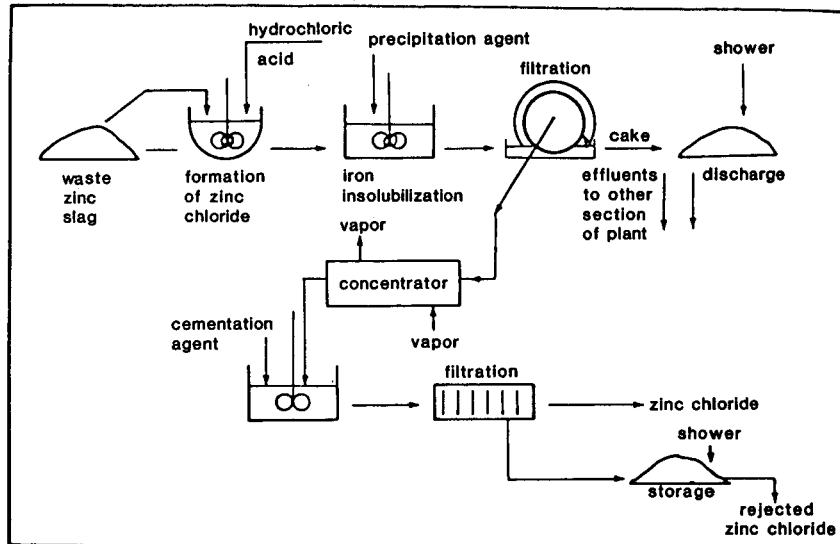 hydrochloric
acid
precipitation agent
filtration
shower
cake
waste
zinc
slag
formation
of zinc
chloride
iron
insolubilization
effluents
to other
section
of plant
discharge
vapor
concentrator
vapor
cementation
agent
filtration
zinc chloride
shower
storage
rejected
zinc chloride